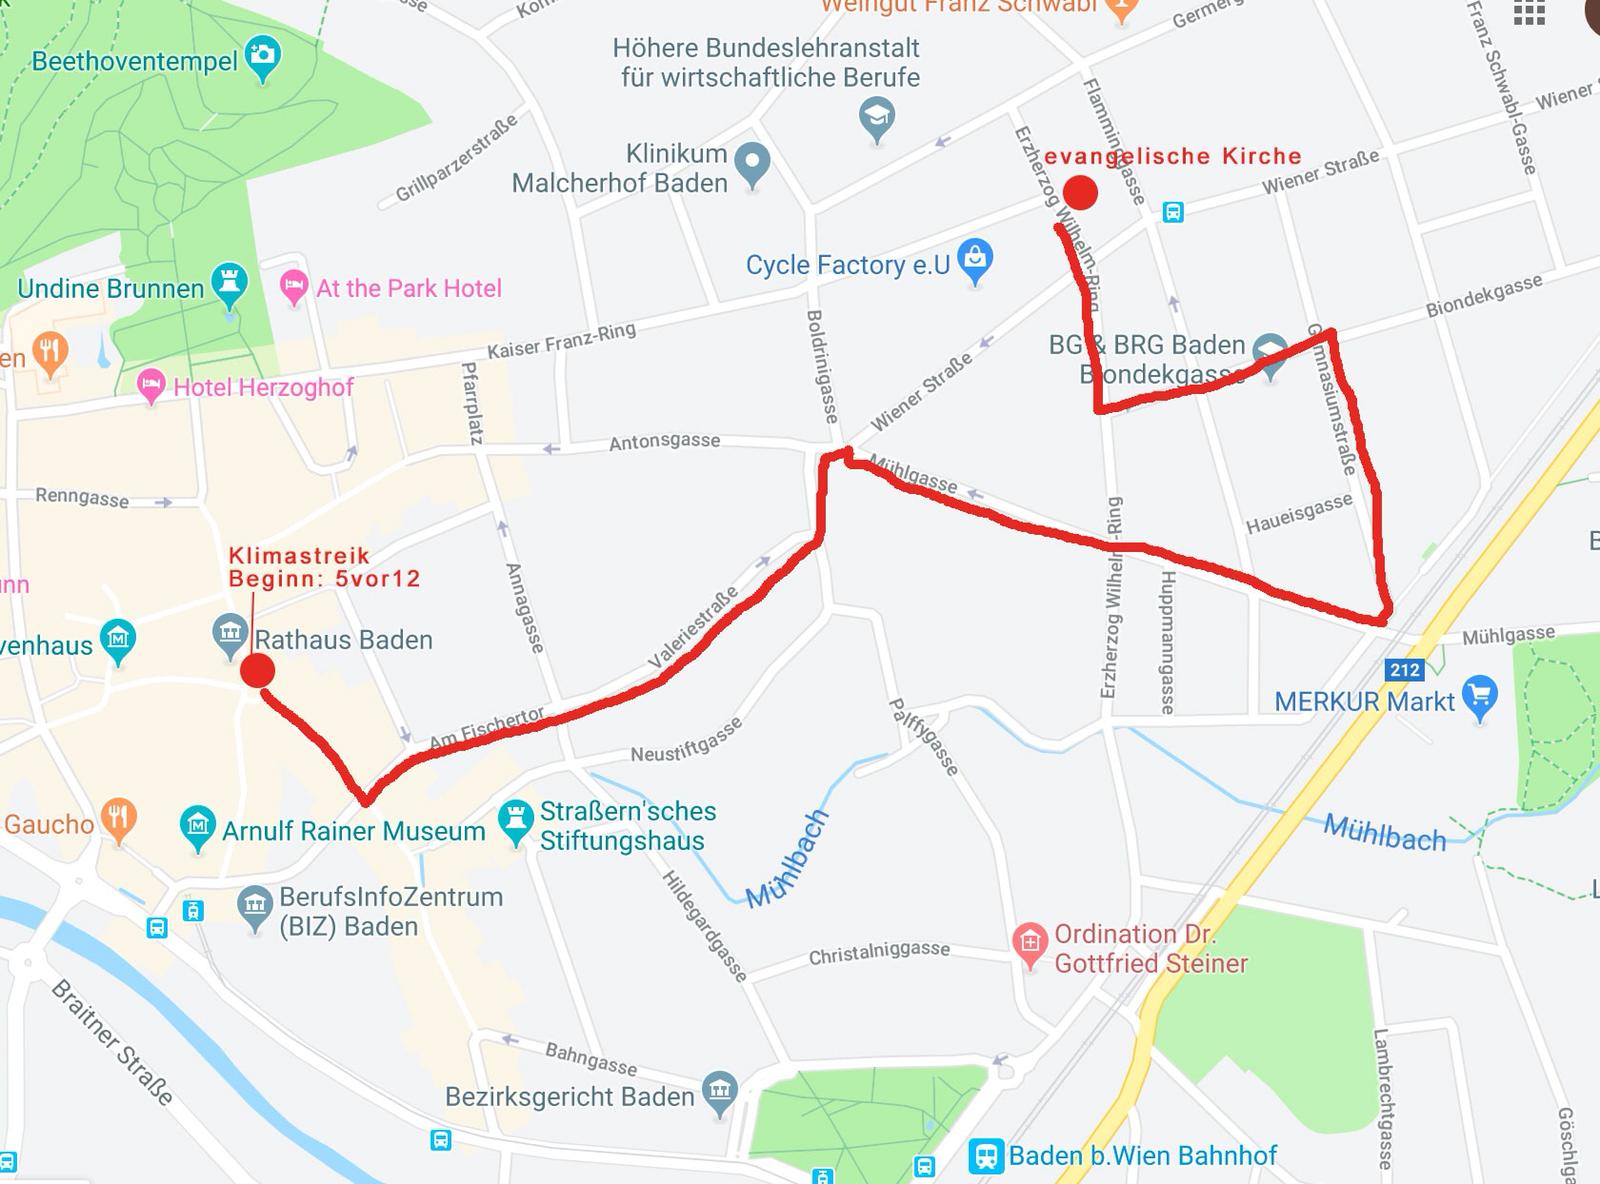 Weingut Franz Schwabl
Germerg
Franz Schwabl-Gasse
Höhere Bundeslehranstalt
für wirtschaftliche Berufe
Beethoventempel
Flammingasse
Wiener
Grillparzerstraße
Klinikum
Malcherhof Baden
Erzherzog Wilhelm-Ring
evangelische Kirche
Wiener Straße
Cycle Factory e.U
Undine Brunnen
At the Park Hotel
Biondekgasse
Kaiser Franz-Ring
Boldrinigasse
BG & BRG Baden
Biondekgasse
en
Hotel Herzoghof
Pfarrplatz
Wiener Straße
Gymnasiumstraße
Antonsgasse
Mühlgasse
Renngasse
Haueisgasse
Klimastreik
Beginn: 5vor12
Annagasse
Erzherzog Wilhelm-Ring
Huppmanngasse
nn
Valeriestraße
venhaus
Rathaus Baden
Mühlgasse
212
MERKUR Markt
Am Fischertor
Neustiftgasse
Palffygasse
Gaucho
Arnulf Rainer Museum
Straßern'sches
Stiftungshaus
Mühlbach
Mühlbach
BerufsInfoZentrum
(BIZ) Baden
Hildegardgasse
Christalniggasse
Ordination Dr.
Gottfried Steiner
Braitner Straße
Bahngasse
Bezirksgericht Baden
Lambrechtgasse
Göschlga
Baden b.Wien Bahnhof